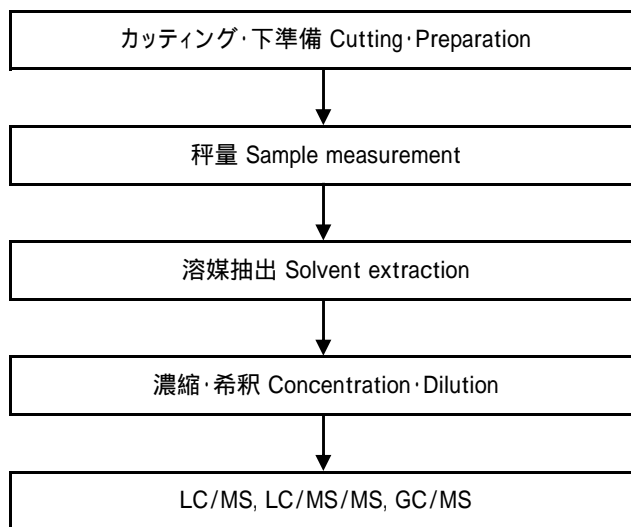 カッティング･下準備 Cutting･Preparation
秤量 Sample measurement
溶媒抽出 Solvent extraction
濃縮･希釈 Concentration･Dilution
LC/MS, LC/MS/MS, GC/MS